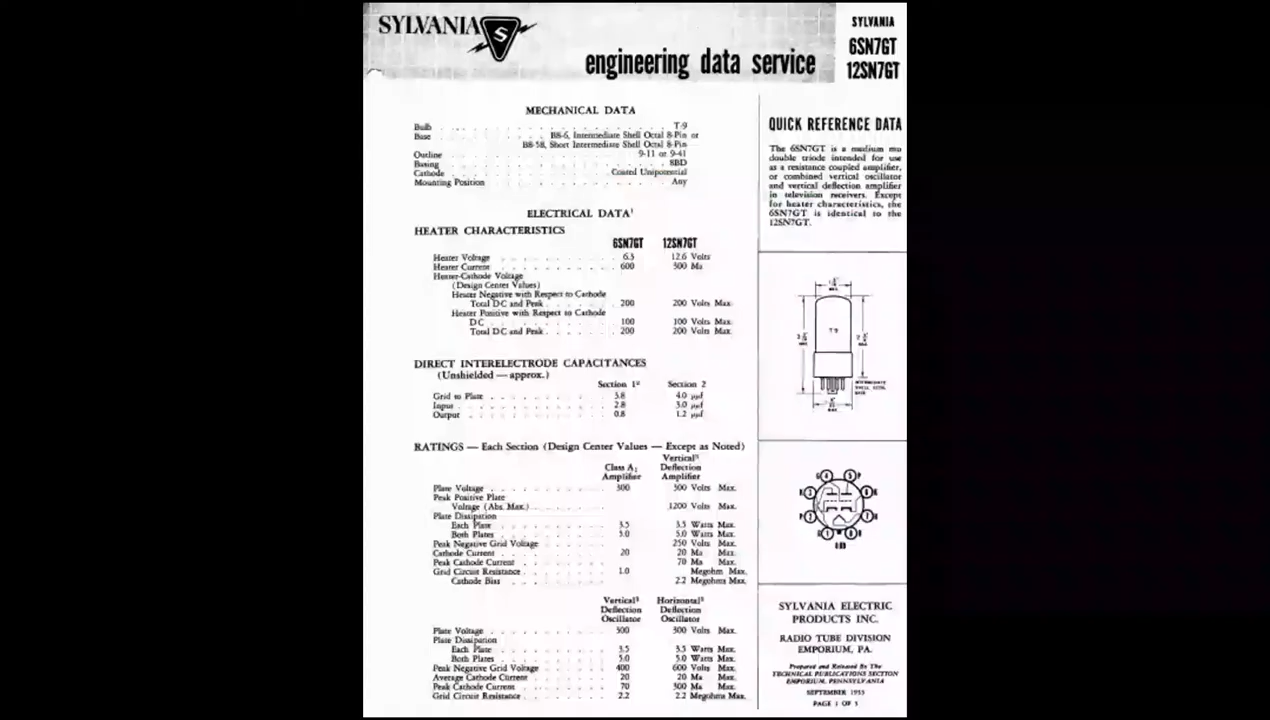 SYLVANIA
S
engineering data service
SYLVANIA
6SN7GT
12SN7GT
MECHANICAL DATA
Bulb T-9
Base B8-6, Intermediate Shell Octal 8-Pin or
B8-58, Short Intermediate Shell Octal 8-Pin
Outline 9-11 or 9-41
Basing 8BD
Cathode Coated Unipotential
Mounting Position Any
ELECTRICAL DATA¹
HEATER CHARACTERISTICS
6SN7GT 12SN7GT
Heater Voltage 6.3 12.6 Volts
Heater Current 600 300 Ma
Heater-Cathode Voltage
(Design Center Values)
Heater Negative with Respect to Cathode
Total DC and Peak 200 200 Volts Max.
Heater Positive with Respect to Cathode
DC 100 100 Volts Max.
Total DC and Peak 200 200 Volts Max.
DIRECT INTERELECTRODE CAPACITANCES
(Unshielded — approx.)
Section 1² Section 2
Grid to Plate 3.8 4.0 μμf
Input 2.8 3.0 μμf
Output 0.8 1.2 μμf
RATINGS — Each Section (Design Center Values — Except as Noted)
Class A₁ Amplifier Vertical³ Deflection Amplifier
Plate Voltage 300 300 Volts Max.
Peak Positive Plate
Voltage (Abs. Max.) 1200 Volts Max.
Plate Dissipation
Each Plate 3.5 3.5 Watts Max.
Both Plates 5.0 5.0 Watts Max.
Peak Negative Grid Voltage 250 Volts Max.
Cathode Current 20 20 Ma Max.
Peak Cathode Current 70 Ma Max.
Grid Circuit Resistance 1.0 Megohm Max.
Cathode Bias 2.2 Megohms Max.
Vertical³ Deflection Oscillator Horizontal³ Deflection Oscillator
Plate Voltage 300 300 Volts Max.
Plate Dissipation
Each Plate 3.5 3.5 Watts Max.
Both Plates 5.0 5.0 Watts Max.
Peak Negative Grid Voltage 400 600 Volts Max.
Average Cathode Current 20 20 Ma Max.
Peak Cathode Current 70 300 Ma Max.
Grid Circuit Resistance 2.2 2.2 Megohms Max.
QUICK REFERENCE DATA
The 6SN7GT is a medium mu
double triode intended for use
as a resistance coupled amplifier,
or combined vertical oscillator
and vertical deflection amplifier
in television receivers. Except
for heater characteristics, the
6SN7GT is identical to the
12SN7GT.
T9
8BD
SYLVANIA ELECTRIC
PRODUCTS INC.
RADIO TUBE DIVISION
EMPORIUM, PA.
Prepared and Released By The
TECHNICAL PUBLICATIONS SECTION
EMPORIUM, PENNSYLVANIA
SEPTEMBER 1955
PAGE 1 OF 5